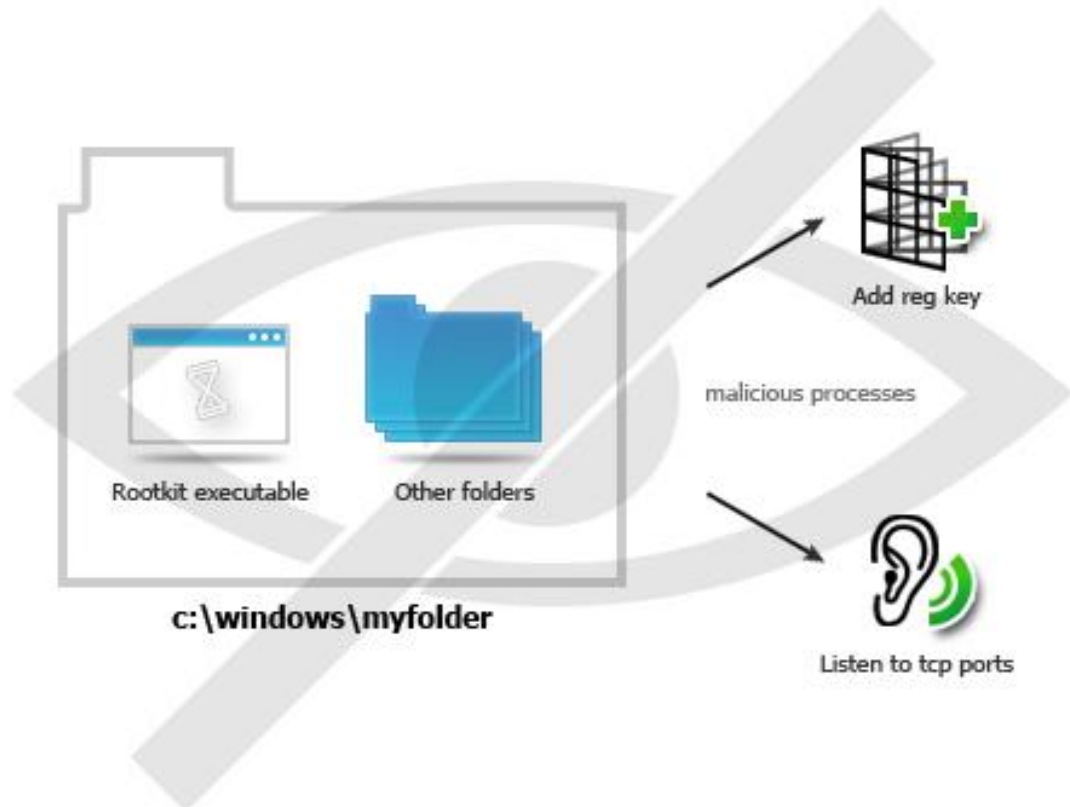 Add reg key
malicious processes
Rootkit executable
Other folders
c:\windows\myfolder
Listen to tcp ports